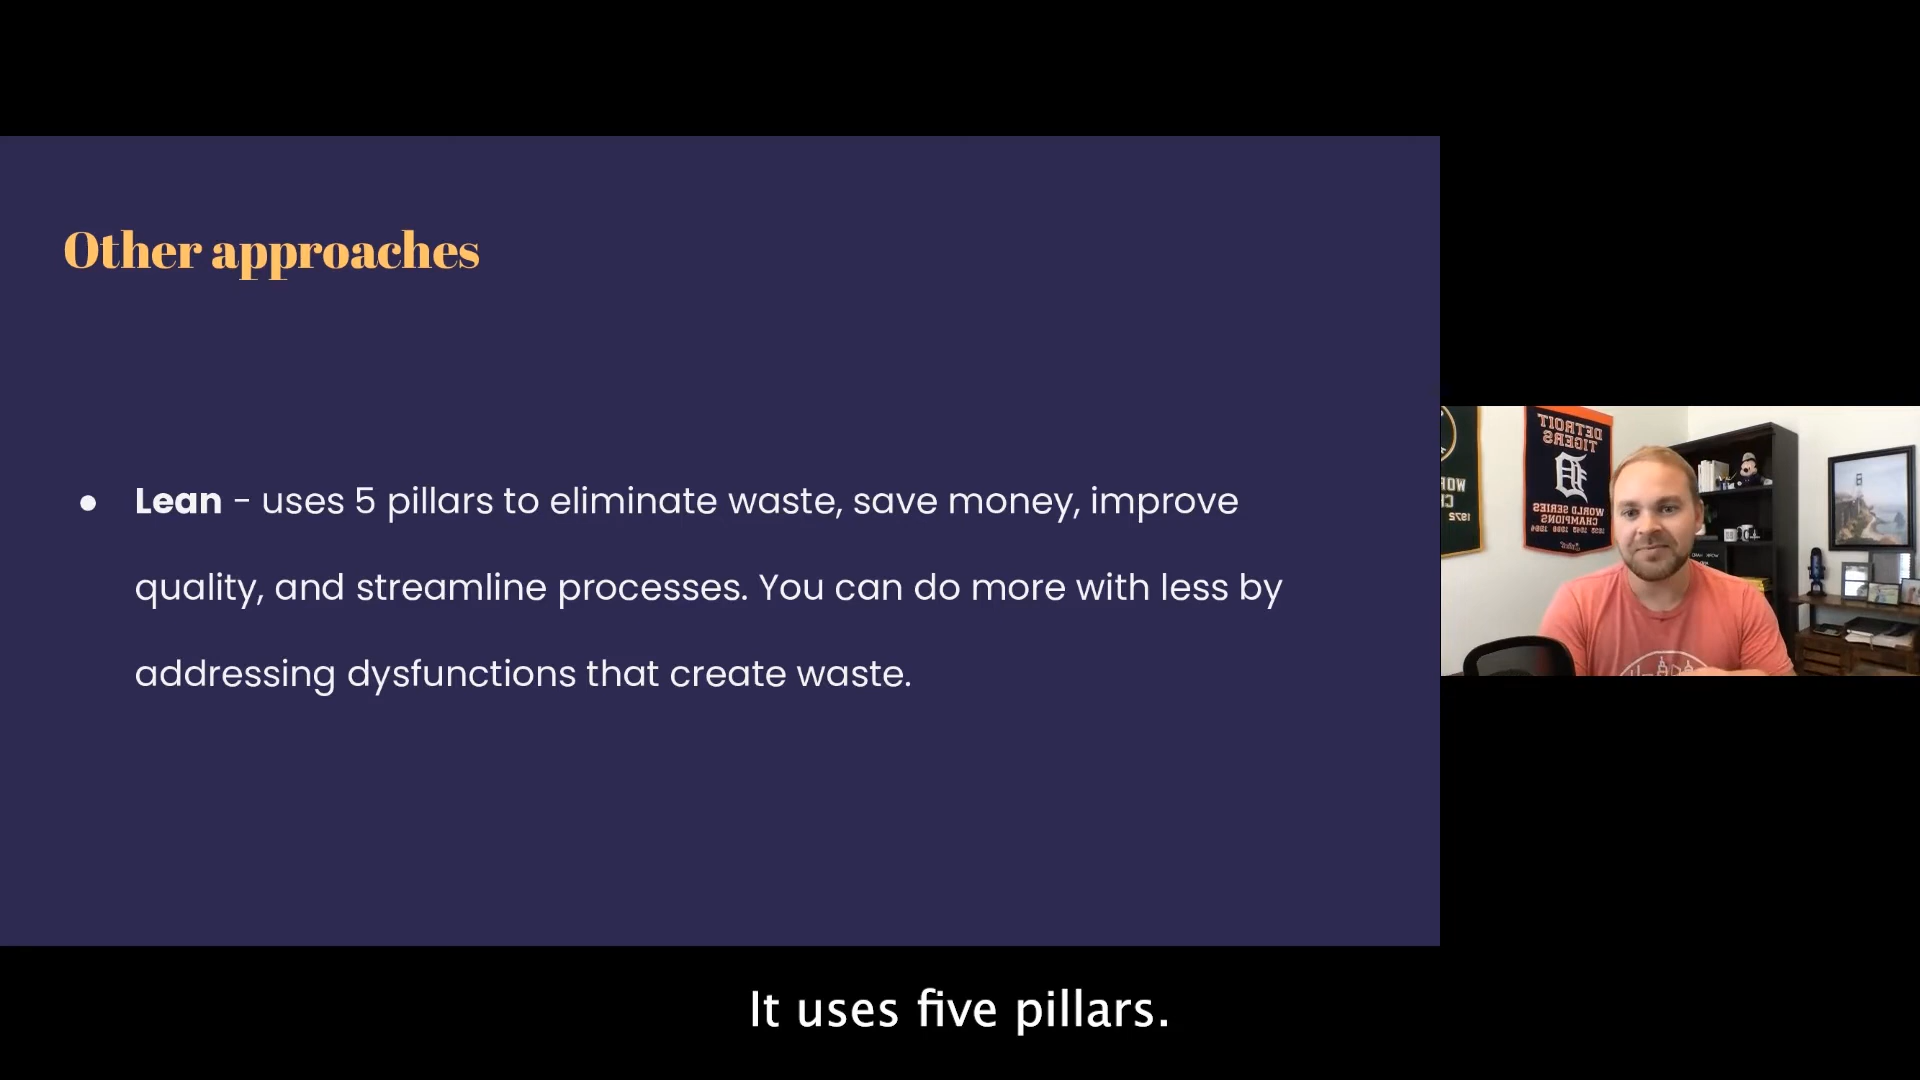 Other approaches
● Lean - uses 5 pillars to eliminate waste, save money, improve
quality, and streamline processes. You can do more with less by
addressing dysfunctions that create waste.
DETROIT
TIGERS
WORLD SERIES
CHAMPIONS
1972
It uses five pillars.